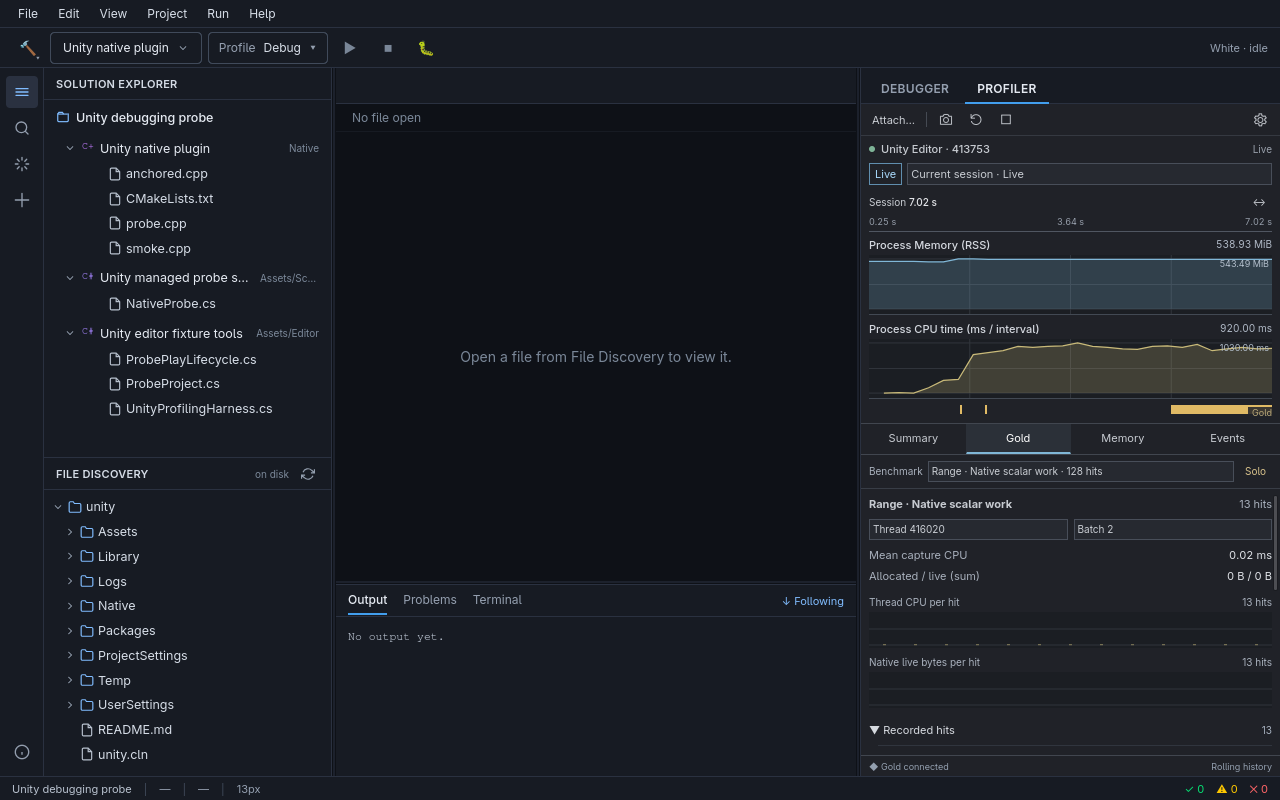 File Edit View Project Run Help
Unity native plugin Profile Debug White · idle
SOLUTION EXPLORER
Unity debugging probe
Unity native plugin Native
anchored.cpp
CMakeLists.txt
probe.cpp
smoke.cpp
Unity managed probe s... Assets/Sc...
NativeProbe.cs
Unity editor fixture tools Assets/Editor
ProbePlayLifecycle.cs
ProbeProject.cs
UnityProfilingHarness.cs
FILE DISCOVERY on disk
unity
Assets
Library
Logs
Native
Packages
ProjectSettings
Temp
UserSettings
README.md
unity.cln
No file open
Open a file from File Discovery to view it.
Output Problems Terminal ↓ Following
No output yet.
DEBUGGER PROFILER
Attach...
Unity Editor · 413753 Live
Live Current session · Live
Session 7.02 s
0.25 s 3.64 s 7.02 s
Process Memory (RSS) 538.93 MiB
543.49 MiB
Process CPU time (ms / interval) 920.00 ms
1030.00 ms
Gold
Summary Gold Memory Events
Benchmark Range · Native scalar work · 128 hits Solo
Range · Native scalar work 13 hits
Thread 416020 Batch 2
Mean capture CPU 0.02 ms
Allocated / live (sum) 0 B / 0 B
Thread CPU per hit 13 hits
Native live bytes per hit 13 hits
Recorded hits 13
Gold connected Rolling history
Unity debugging probe — — 13px 0 0 0